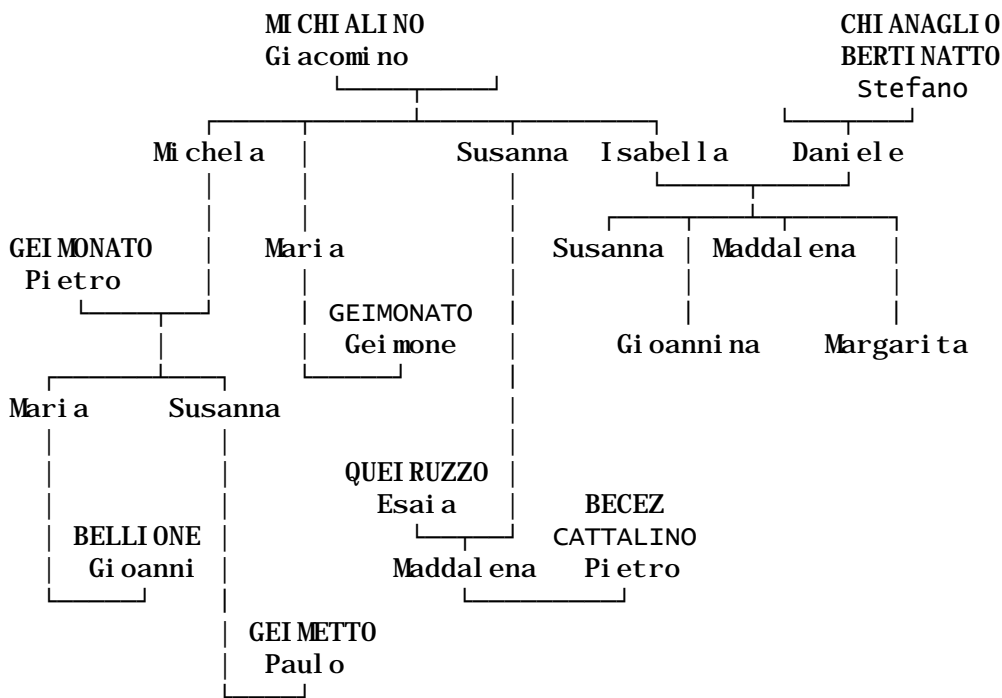 MICHIALINO CHIANAGLIO
Giacomino BERTINATTO
Stefano
Michela Susanna Isabella Daniele
GEIMONATO Maria Susanna Maddalena
Pietro
GEIMONATO
Geimone Gioannina Margarita
Maria Susanna
QUEIRUZZO
Esaia BECEZ
BELLIONE CATTALINO
Gioanni Maddalena Pietro
GEIMETTO
Paulo